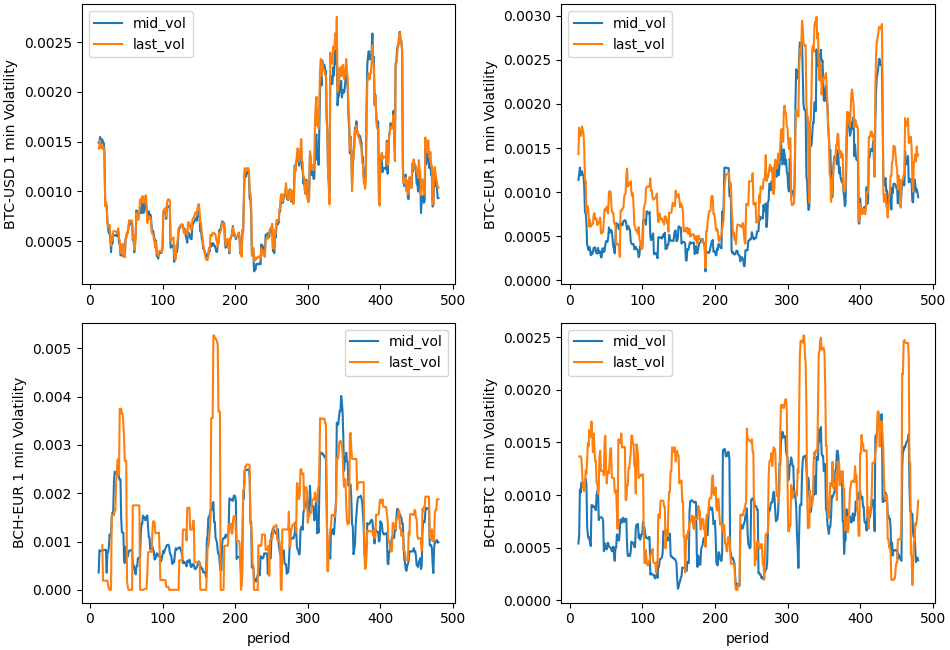 BTC-USD 1 min Volatility
mid_vol
last_vol
0.0025
0.0020
0.0015
0.0010
0.0005
0 100 200 300 400 500
BTC-EUR 1 min Volatility
mid_vol
last_vol
0.0030
0.0025
0.0020
0.0015
0.0010
0.0005
0.0000
0 100 200 300 400 500
BCH-EUR 1 min Volatility
mid_vol
last_vol
0.005
0.004
0.003
0.002
0.001
0.000
0 100 200 300 400 500
period
BCH-BTC 1 min Volatility
mid_vol
last_vol
0.0025
0.0020
0.0015
0.0010
0.0005
0.0000
0 100 200 300 400 500
period